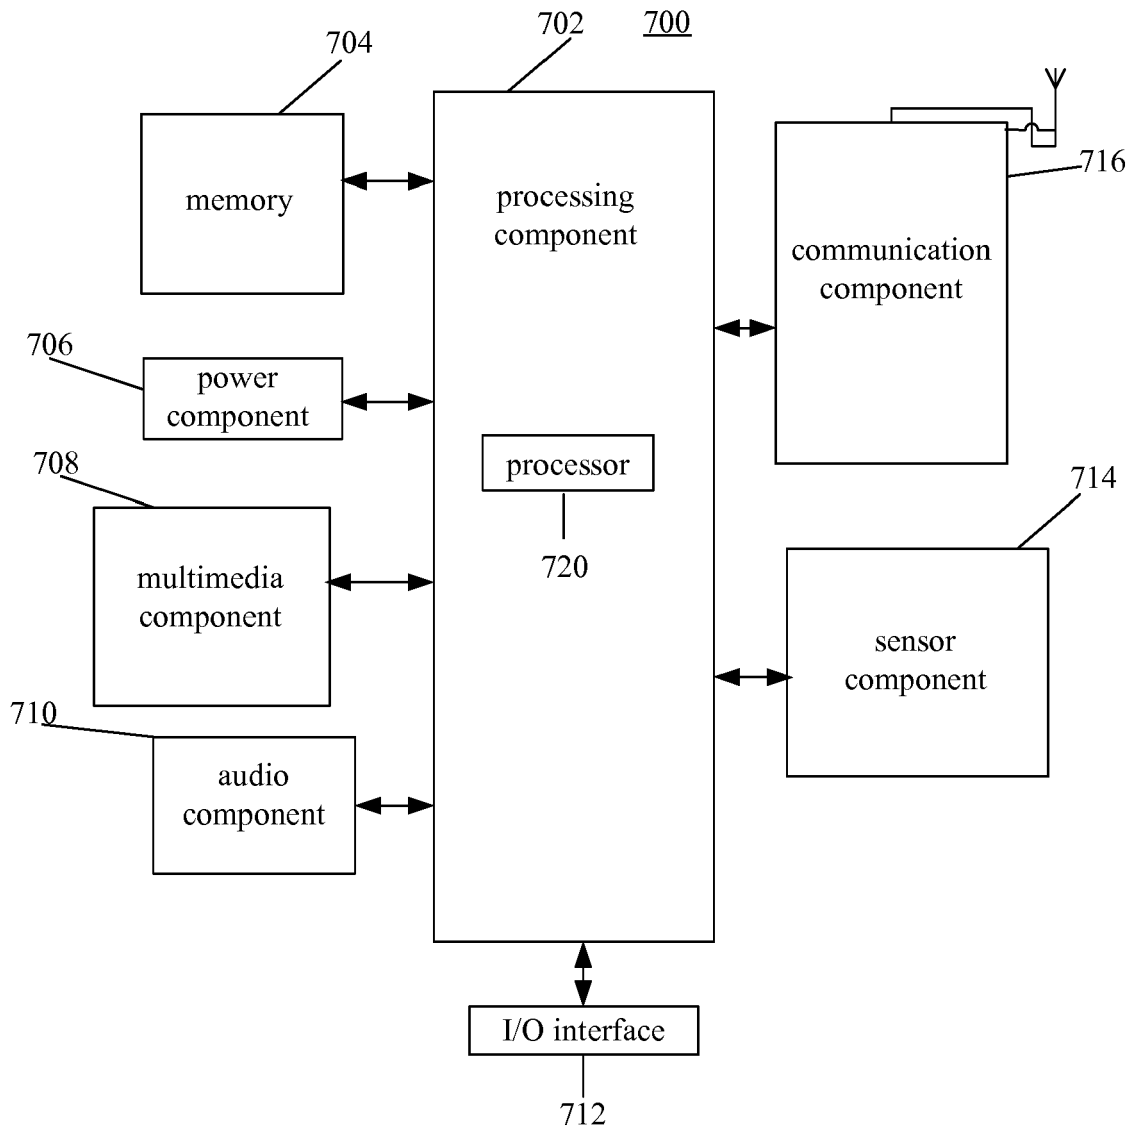 702
700
704
memory
processing
component
716
communication
component
706
power
component
708
processor
720
714
multimedia
component
sensor
component
710
audio
component
I/O interface
712